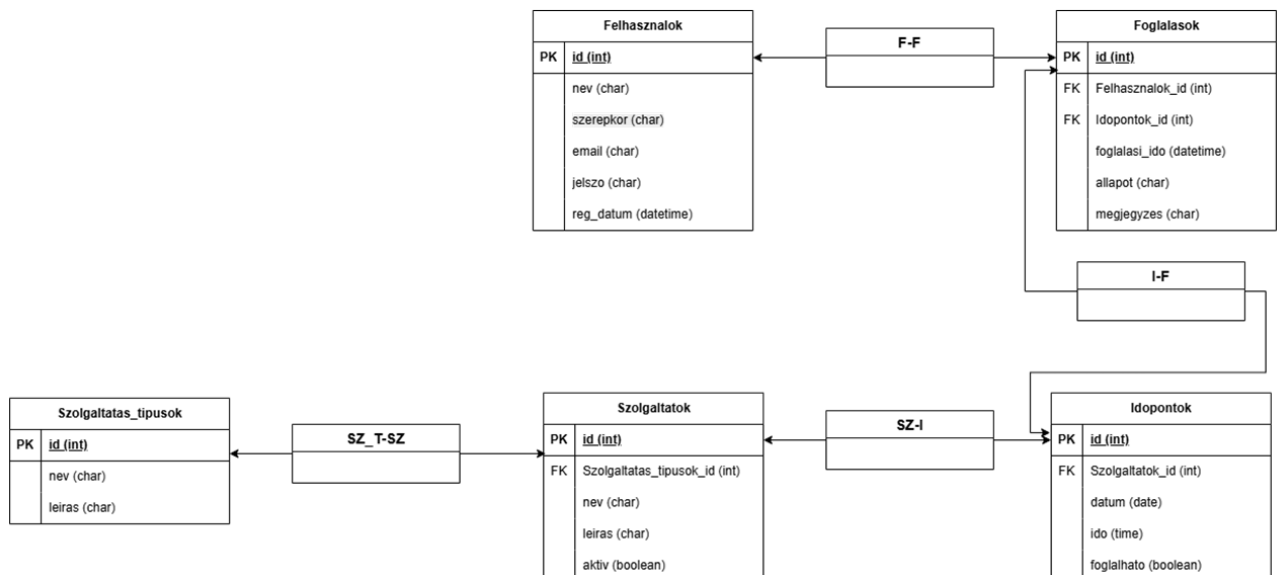 Felhasznalok
PK id (int)
nev (char)
szerepkor (char)
email (char)
jelszo (char)
reg_datum (datetime)
F-F
Foglalasok
PK id (int)
FK Felhasznalok_id (int)
FK Idopontok_id (int)
foglalasi_ido (datetime)
allapot (char)
megjegyzes (char)
I-F
Szolgaltatas_tipusok
PK id (int)
nev (char)
leiras (char)
SZ_T-SZ
Szolgaltatok
PK id (int)
FK Szolgaltatas_tipusok_id (int)
nev (char)
leiras (char)
aktiv (boolean)
SZ-I
Idopontok
PK id (int)
FK Szolgaltatok_id (int)
datum (date)
ido (time)
foglalhato (boolean)